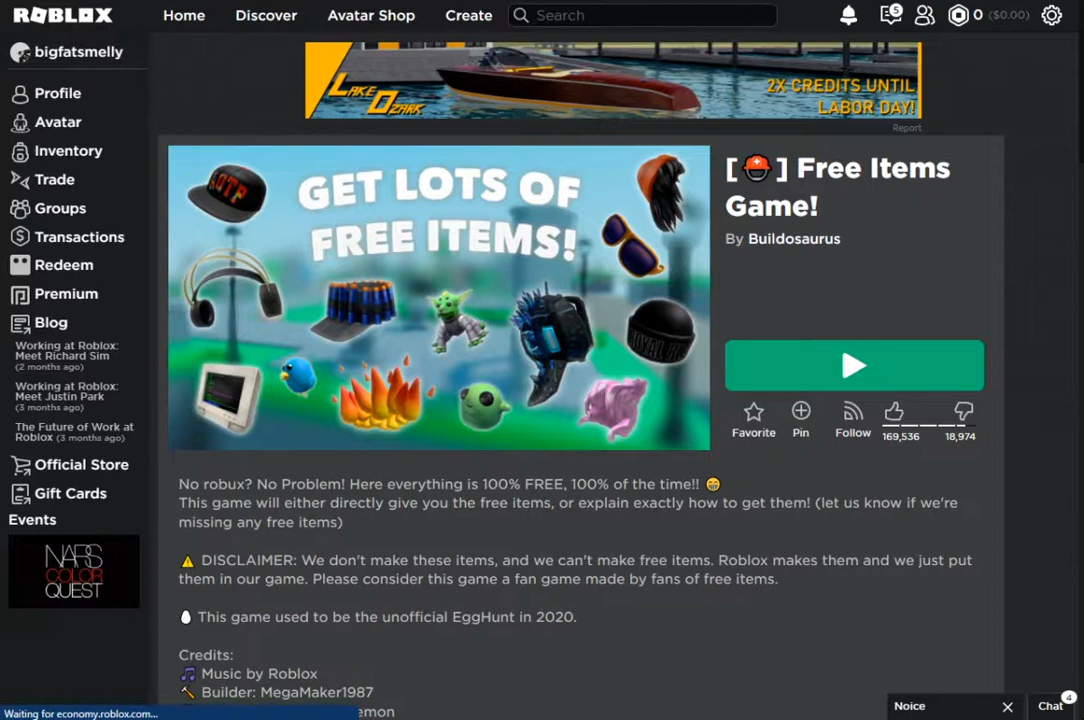 ROBLOX Home Discover Avatar Shop Create Search 5 0 ($0.00)
bigfatsmelly
Profile
Avatar
Inventory
Trade
Groups
Transactions
Redeem
Premium
Blog
Working at Roblox:
Meet Richard Sim
(2 months ago)
Working at Roblox:
Meet Justin Park
(3 months ago)
The Future of Work at
Roblox (3 months ago)
Official Store
Gift Cards
Events
NARS
COLOR
QUEST
LAKE
OZARK
2X CREDITS UNTIL
LABOR DAY!
Report
GET LOTS OF
FREE ITEMS!
[⛑] Free Items
Game!
By Buildosaurus
Favorite Pin Follow 169,536 18,974
No robux? No Problem! Here everything is 100% FREE, 100% of the time!! 😁
This game will either directly give you the free items, or explain exactly how to get them! (let us know if we're
missing any free items)
⚠ DISCLAIMER: We don't make these items, and we can't make free items. Roblox makes them and we just put
them in our game. Please consider this game a fan game made by fans of free items.
🥚 This game used to be the unofficial EggHunt in 2020.
Credits:
🎵 Music by Roblox
🔨 Builder: MegaMaker1987
emon
Waiting for economy.roblox.com...
Noice
Chat 4